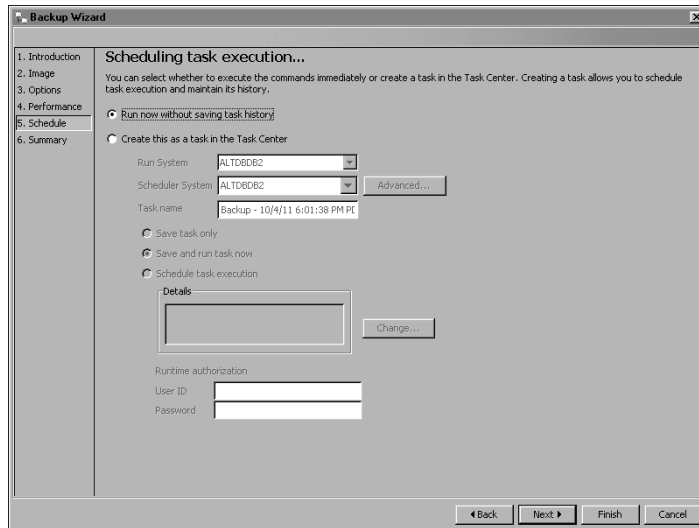 Backup Wizard
1. Introduction
2. Image
3. Options
4. Performance
5. Schedule
6. Summary
Scheduling task execution...
You can select whether to execute the commands immediately or create a task in the Task Center. Creating a task allows you to schedule
task execution and maintain its history.
Run now without saving task history
Create this as a task in the Task Center
Run System ALTDBDB2
Scheduler System ALTDBDB2 Advanced...
Task name Backup - 10/4/11 6:01:38 PM PD
Save task only
Save and run task now
Schedule task execution
Details
Change...
Runtime authorization
User ID
Password
Back Next Finish Cancel